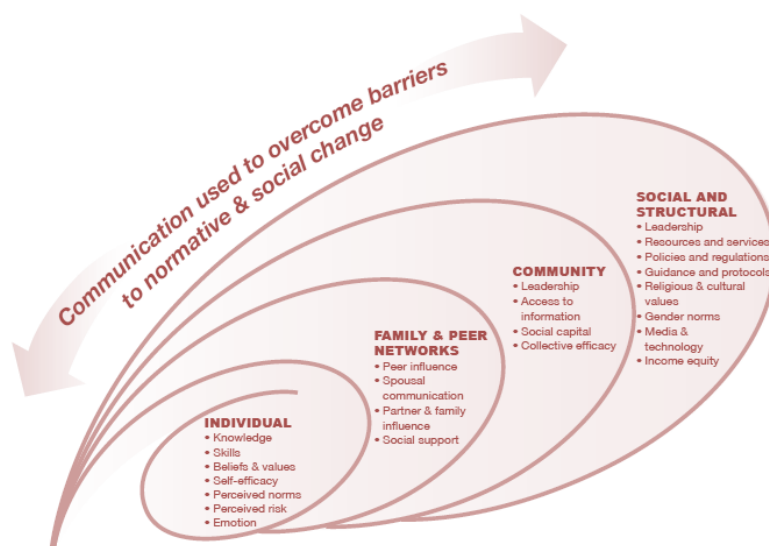 Communication used to overcome barriers
to normative & social change
INDIVIDUAL
• Knowledge
• Skills
• Beliefs & values
• Self-efficacy
• Perceived norms
• Perceived risk
• Emotion
FAMILY & PEER
NETWORKS
• Peer influence
• Spousal
communication
• Partner & family
influence
• Social support
COMMUNITY
• Leadership
• Access to
information
• Social capital
• Collective efficacy
SOCIAL AND
STRUCTURAL
• Leadership
• Resources and services
• Policies and regulations
• Guidance and protocols
• Religious & cultural
values
• Gender norms
• Media &
technology
• Income equity